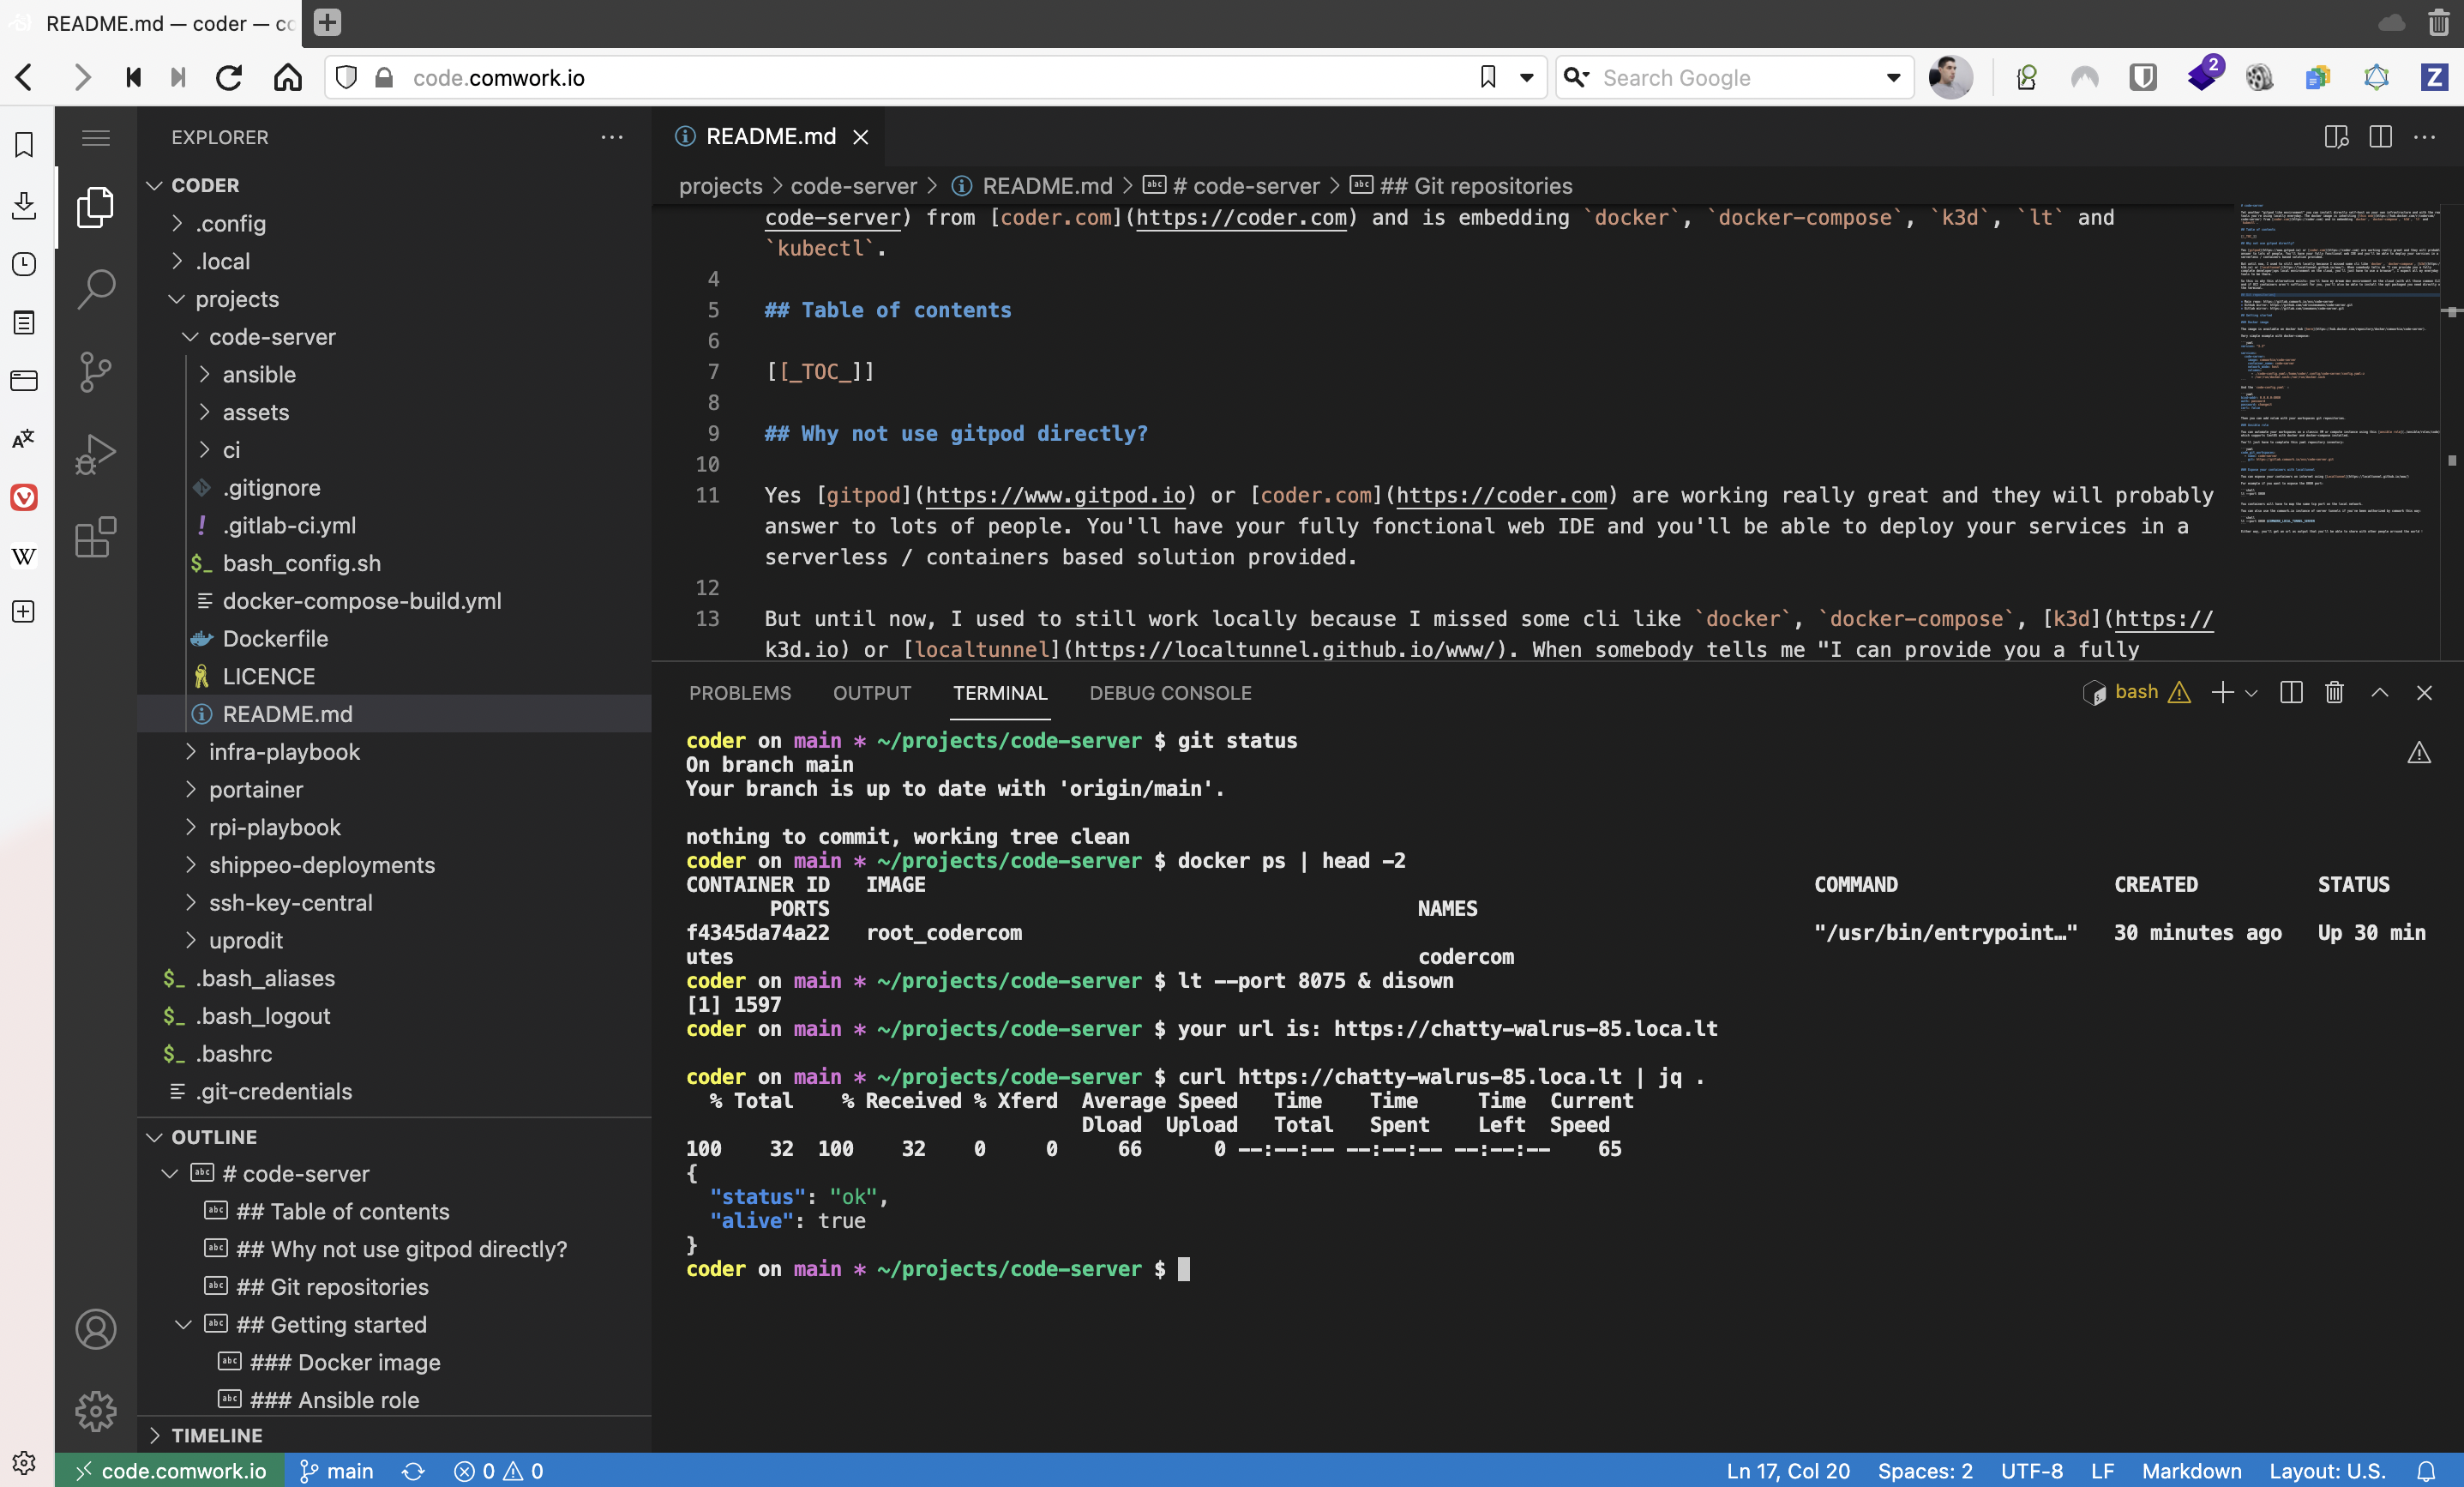 README.md — coder — co
code.comwork.io
Search Google
2
Z
W
EXPLORER
CODER
.config
.local
projects
code-server
ansible
assets
ci
.gitignore
.gitlab-ci.yml
bash_config.sh
docker-compose-build.yml
Dockerfile
LICENCE
README.md
infra-playbook
portainer
rpi-playbook
shippeo-deployments
ssh-key-central
uprodit
.bash_aliases
.bash_logout
.bashrc
.git-credentials
OUTLINE
# code-server
## Table of contents
## Why not use gitpod directly?
## Git repositories
## Getting started
### Docker image
### Ansible role
TIMELINE
README.md
projects > code-server > README.md > # code-server > ## Git repositories
code-server) from [coder.com](https://coder.com) and is embedding `docker`, `docker-compose`, `k3d`, `lt` and
`kubectl`.
4
5 ## Table of contents
6
7 [[_TOC_]]
8
9 ## Why not use gitpod directly?
10
11 Yes [gitpod](https://www.gitpod.io) or [coder.com](https://coder.com) are working really great and they will probably
answer to lots of people. You'll have your fully fonctional web IDE and you'll be able to deploy your services in a
serverless / containers based solution provided.
12
13 But until now, I used to still work locally because I missed some cli like `docker`, `docker-compose`, [k3d](https://
k3d.io) or [localtunnel](https://localtunnel.github.io/www/). When somebody tells me "I can provide you a fully
PROBLEMS OUTPUT TERMINAL DEBUG CONSOLE
bash
coder on main * ~/projects/code-server $ git status
On branch main
Your branch is up to date with 'origin/main'.
nothing to commit, working tree clean
coder on main * ~/projects/code-server $ docker ps | head -2
CONTAINER ID IMAGE COMMAND CREATED STATUS
PORTS NAMES
f4345da74a22 root_codercom "/usr/bin/entrypoint…" 30 minutes ago Up 30 min
utes codercom
coder on main * ~/projects/code-server $ lt --port 8075 & disown
[1] 1597
coder on main * ~/projects/code-server $ your url is: https://chatty-walrus-85.loca.lt
coder on main * ~/projects/code-server $ curl https://chatty-walrus-85.loca.lt | jq .
% Total % Received % Xferd Average Speed Time Time Time Current
Dload Upload Total Spent Left Speed
100 32 100 32 0 0 66 0 --:--:-- --:--:-- --:--:-- 65
{
"status": "ok",
"alive": true
}
coder on main * ~/projects/code-server $
code.comwork.io main 0 0
Ln 17, Col 20 Spaces: 2 UTF-8 LF Markdown Layout: U.S.